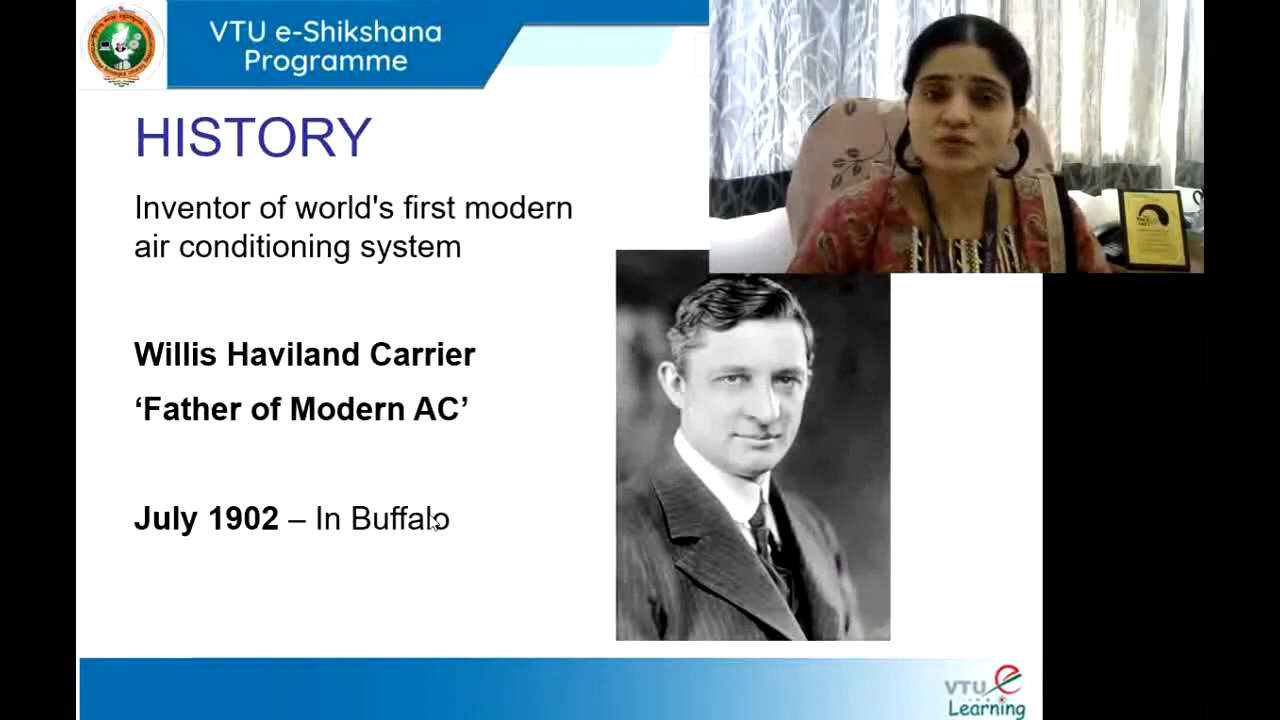 VTU e-Shikshana
Programme
HISTORY
Inventor of world's first modern
air conditioning system
Willis Haviland Carrier
‘Father of Modern AC’
July 1902 – In Buffalo
VTU e
Learning